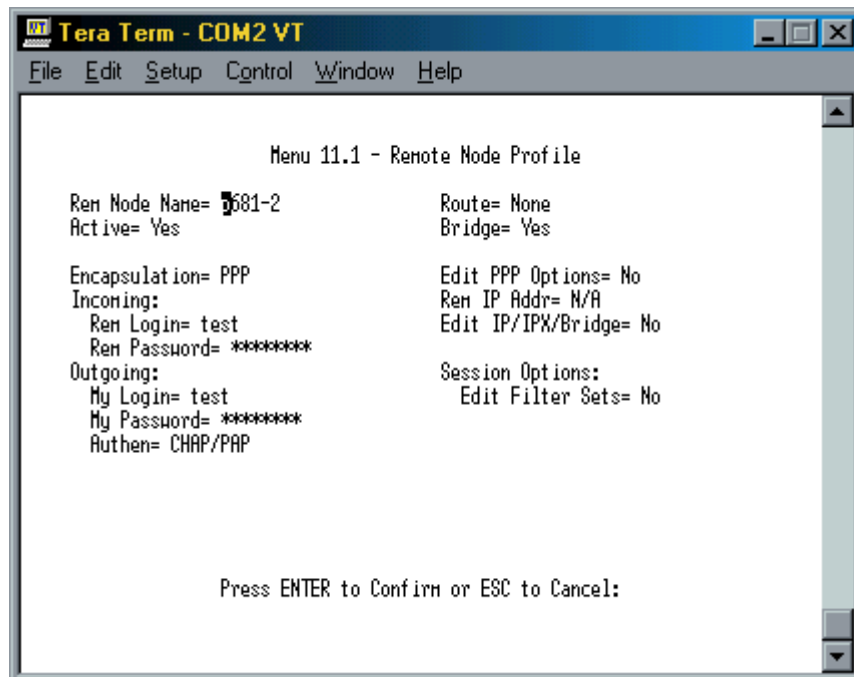 Tera Term - COM2 VT
File Edit Setup Control Window Help
Menu 11.1 - Remote Node Profile
Rem Node Name= p681-2 Route= None
Active= Yes Bridge= Yes
Encapsulation= PPP Edit PPP Options= No
Incoming: Rem IP Addr= N/A
Rem Login= test Edit IP/IPX/Bridge= No
Rem Password= ********
Outgoing: Session Options:
My Login= test Edit Filter Sets= No
My Password= ********
Authen= CHAP/PAP
Press ENTER to Confirm or ESC to Cancel: